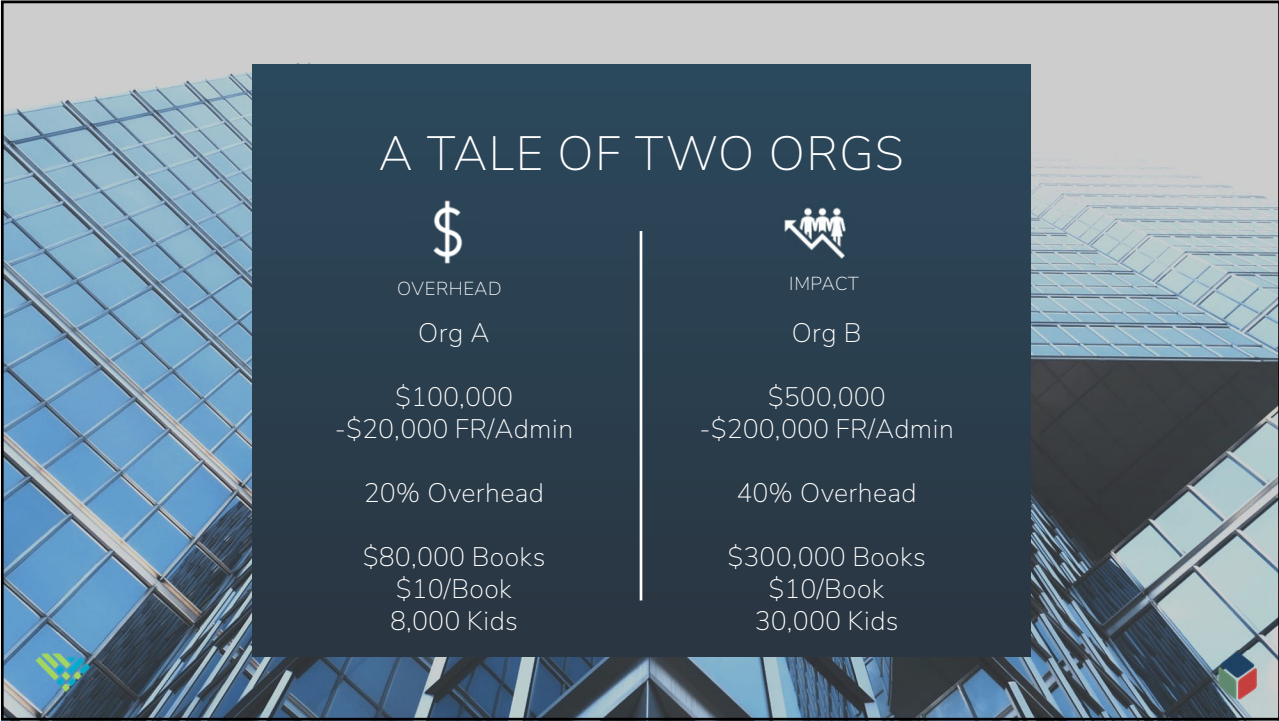 A TALE OF TWO ORGS
$
OVERHEAD
Org A
$100,000
-$20,000 FR/Admin
20% Overhead
$80,000 Books
$10/Book
8,000 Kids
IMPACT
Org B
$500,000
-$200,000 FR/Admin
40% Overhead
$300,000 Books
$10/Book
30,000 Kids